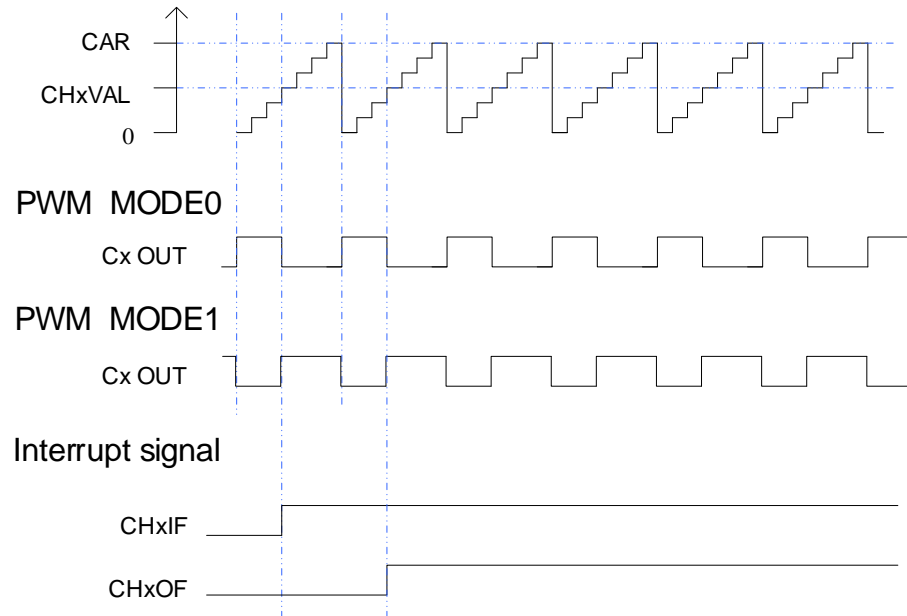 CAR
CHxVAL
0
PWM MODE0
Cx OUT
PWM MODE1
Cx OUT
Interrupt signal
CHxIF
CHxOF